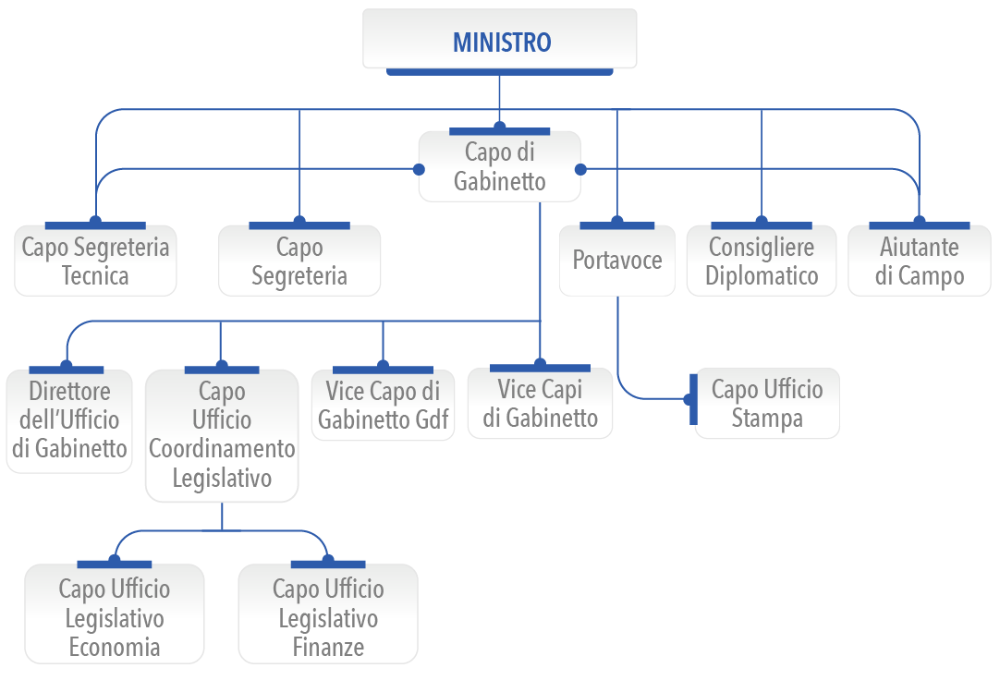 MINISTRO
Capo di
Gabinetto
Capo Segreteria
Tecnica
Capo
Segreteria
Portavoce
Consigliere
Diplomatico
Aiutante
di Campo
Direttore
dell'Ufficio
di Gabinetto
Capo
Ufficio
Coordinamento
Legislativo
Vice Capo di
Gabinetto Gdf
Vice Capi
di Gabinetto
Capo Ufficio
Stampa
Capo Ufficio
Legislativo
Economia
Capo Ufficio
Legislativo
Finanze